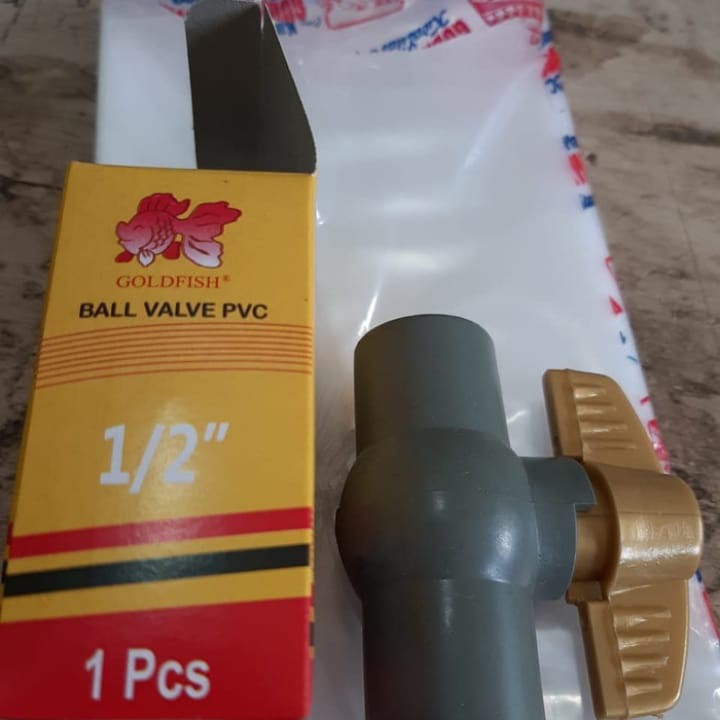 GOLDFISH®
BALL VALVE PVC
1/2"
1 Pcs